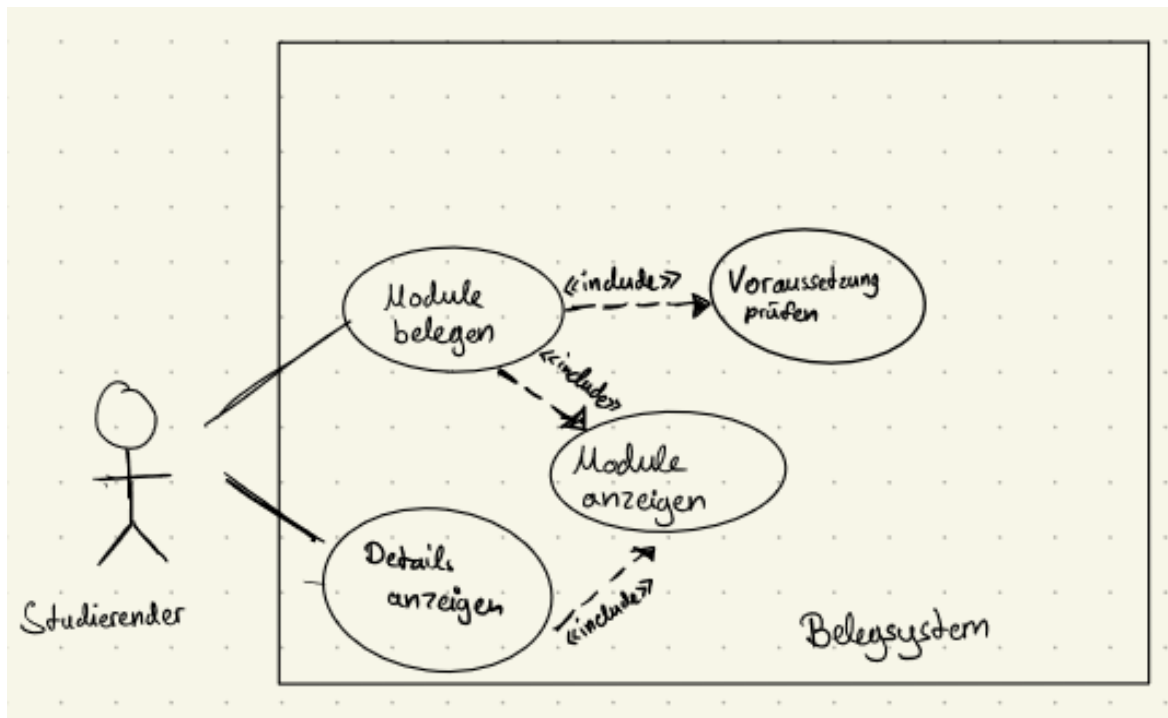 «include»
Voraussetzung
prüfen
Module
belegen
«include»
Module
anzeigen
Details
anzeigen
«include»
Studierender
Belegsystem